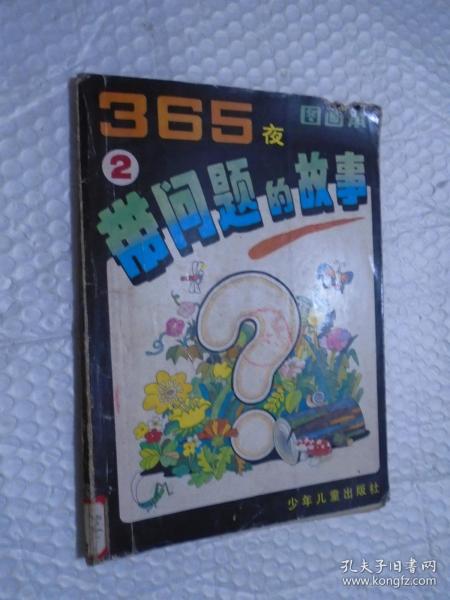 365夜
图画本
2
带问题的故事
?
少年儿童出版社
孔夫子旧书网
www.kongfz.com